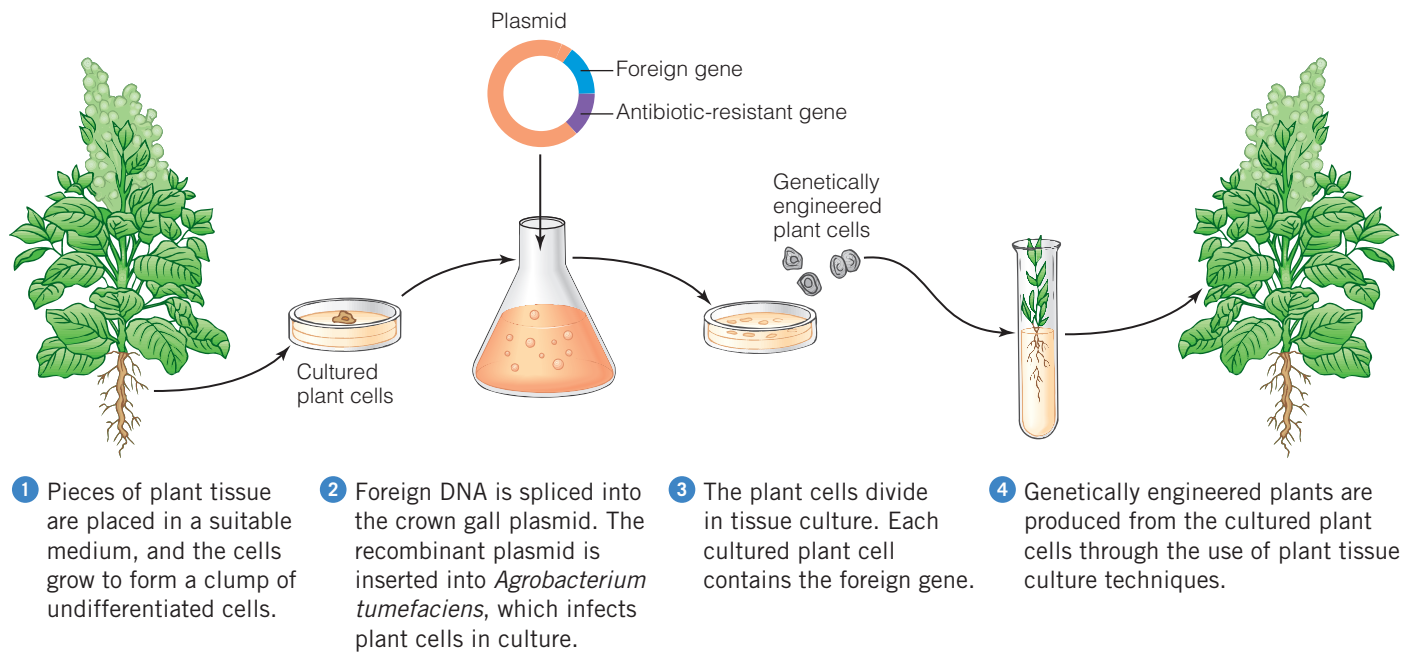 Plasmid
Foreign gene
Antibiotic-resistant gene
Genetically
engineered
plant cells
Cultured
plant cells
1 Pieces of plant tissue
are placed in a suitable
medium, and the cells
grow to form a clump of
undifferentiated cells.
2 Foreign DNA is spliced into
the crown gall plasmid. The
recombinant plasmid is
inserted into Agrobacterium
tumefaciens, which infects
plant cells in culture.
3 The plant cells divide
in tissue culture. Each
cultured plant cell
contains the foreign gene.
4 Genetically engineered plants are
produced from the cultured plant
cells through the use of plant tissue
culture techniques.